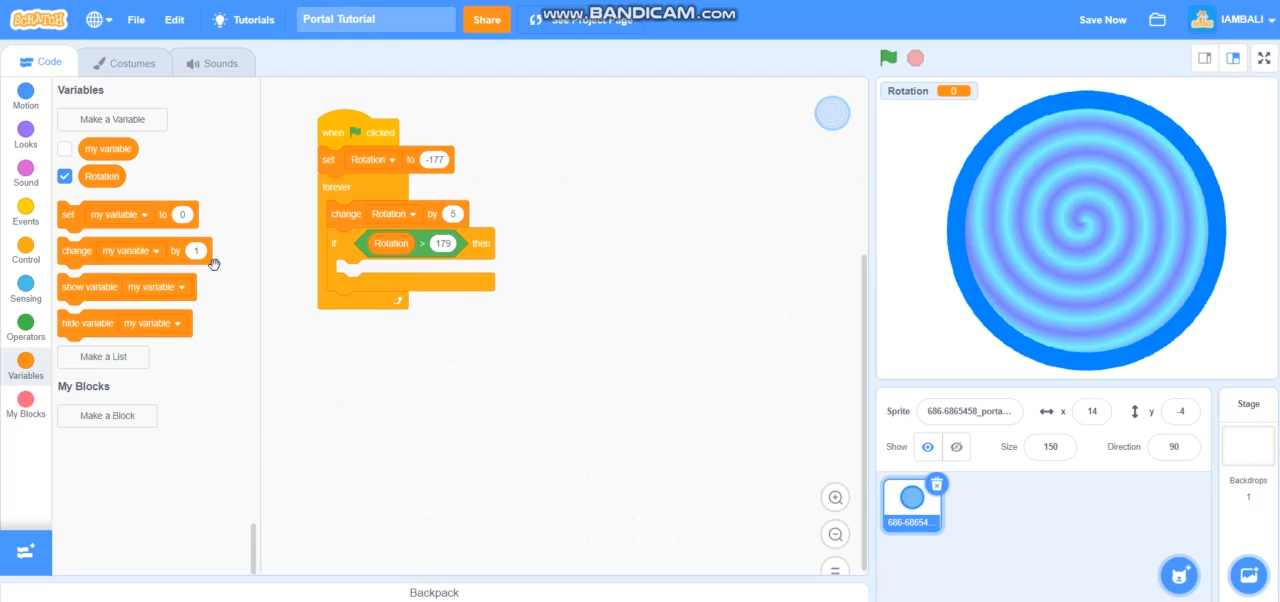 SCRATCH File Edit Tutorials Portal Tutorial Share See Project Page Save Now IAMBALI
www.BANDICAM.com
Code Costumes Sounds
Motion
Looks
Sound
Events
Control
Sensing
Operators
Variables
My Blocks
Variables
Make a Variable
my variable
Rotation
set my variable to 0
change my variable by 1
show variable my variable
hide variable my variable
Make a List
My Blocks
Make a Block
when clicked
set Rotation to -177
forever
change Rotation by 5
if Rotation > 179 then
Rotation 0
Sprite 686-6865458_porta... x 14 y -4
Show Size 150 Direction 90
686-68654...
Stage
Backdrops
1
Backpack